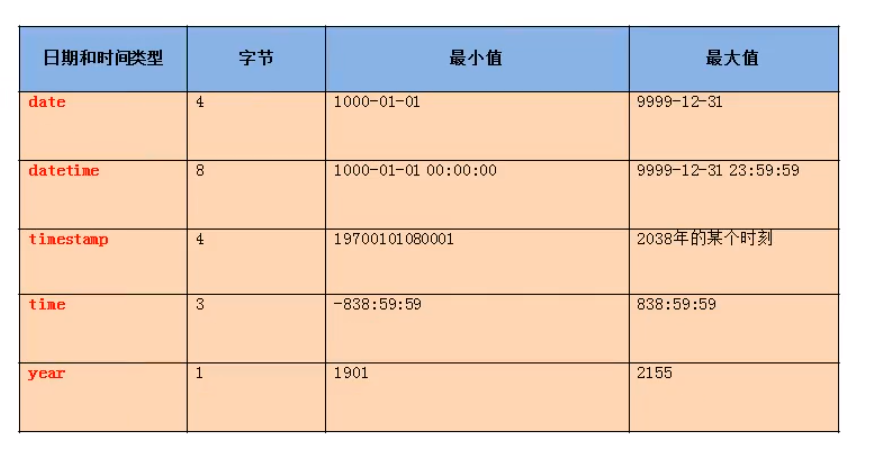 日期和时间类型 字节 最小值 最大值
date 4 1000-01-01 9999-12-31
datetime 8 1000-01-01 00:00:00 9999-12-31 23:59:59
timestamp 4 19700101080001 2038年的某个时刻
time 3 -838:59:59 838:59:59
year 1 1901 2155